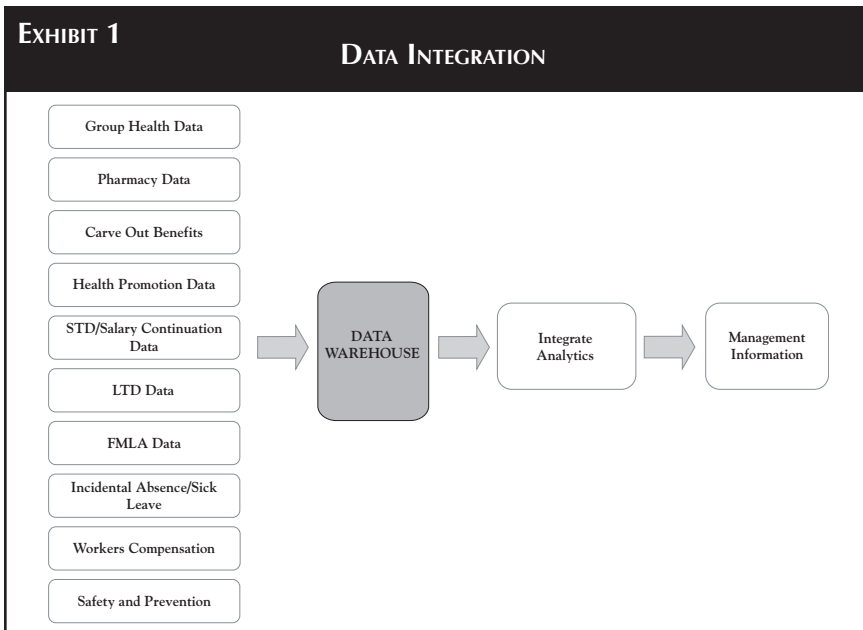 EXHIBIT 1
DATA INTEGRATION
Group Health Data
Pharmacy Data
Carve Out Benefits
Health Promotion Data
STD/Salary Continuation
Data
LTD Data
FMLA Data
Incidental Absence/Sick
Leave
Workers Compensation
Safety and Prevention
DATA
WAREHOUSE
Integrate
Analytics
Management
Information